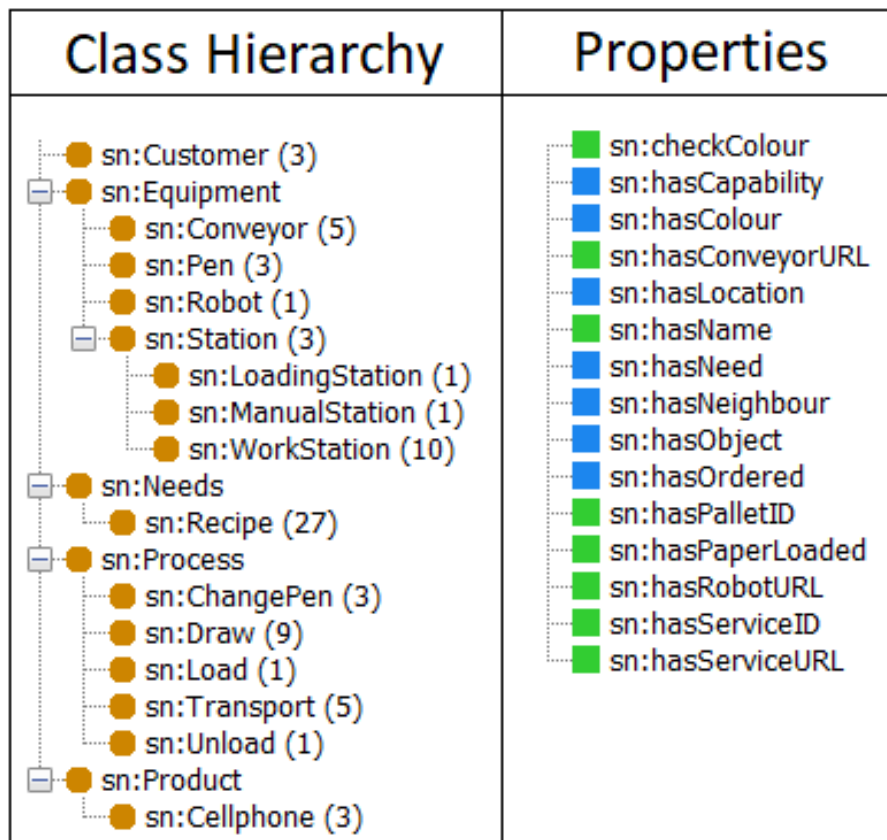 Class Hierarchy
sn:Customer (3)
sn:Equipment
sn:Conveyor (5)
sn:Pen (3)
sn:Robot (1)
sn:Station (3)
sn:LoadingStation (1)
sn:ManualStation (1)
sn:WorkStation (10)
sn:Needs
sn:Recipe (27)
sn:Process
sn:ChangePen (3)
sn:Draw (9)
sn:Load (1)
sn:Transport (5)
sn:Unload (1)
sn:Product
sn:Cellphone (3)
Properties
sn:checkColour
sn:hasCapability
sn:hasColour
sn:hasConveyorURL
sn:hasLocation
sn:hasName
sn:hasNeed
sn:hasNeighbour
sn:hasObject
sn:hasOrdered
sn:hasPalletID
sn:hasPaperLoaded
sn:hasRobotURL
sn:hasServiceID
sn:hasServiceURL